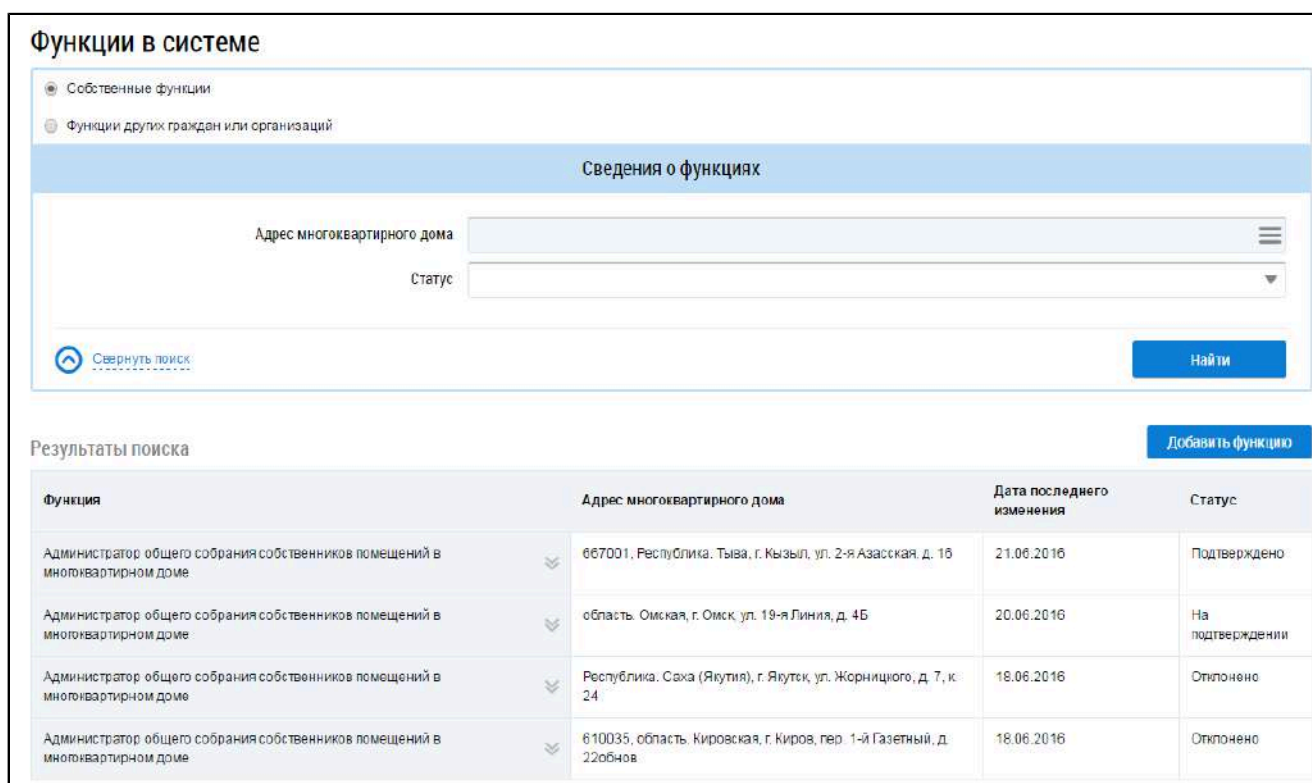 Функции в системе
Собственные функции
Функции других граждан или организаций
Сведения о функциях
Адрес многоквартирного дома
Статус
Свернуть поиск
Найти
Результаты поиска
Добавить функцию
Функция
Адрес многоквартирного дома
Дата последнего
изменения
Статус
Администратор общего собрания собственников помещений в
многоквартирном доме
667001, Республика. Тыва, г. Кызыл, ул. 2-я Азасская, д. 16
21.06.2016
Подтверждено
Администратор общего собрания собственников помещений в
многоквартирном доме
область. Омская, г. Омск, ул. 19-я Линия, д. 4Б
20.06.2016
На
подтверждении
Администратор общего собрания собственников помещений в
многоквартирном доме
Республика. Саха (Якутия), г. Якутск, ул. Жорницкого, д. 7, к.
24
18.06.2016
Отклонено
Администратор общего собрания собственников помещений в
многоквартирном доме
610035, область. Кировская, г. Киров, пер. 1-й Газетный, д.
22обнов
18.06.2016
Отклонено